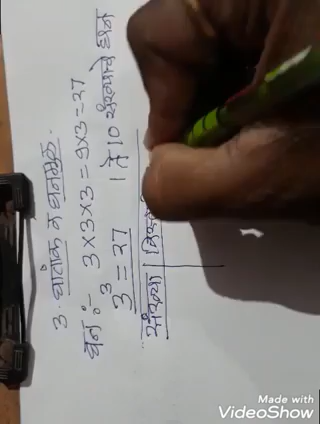 3. घातांक व घनमूळ.
घन :- 3×3×3 = 9×3 = 27
3³ = 27 1 ते 10 संख्याचे घन
संख्या
Made with
VideoShow